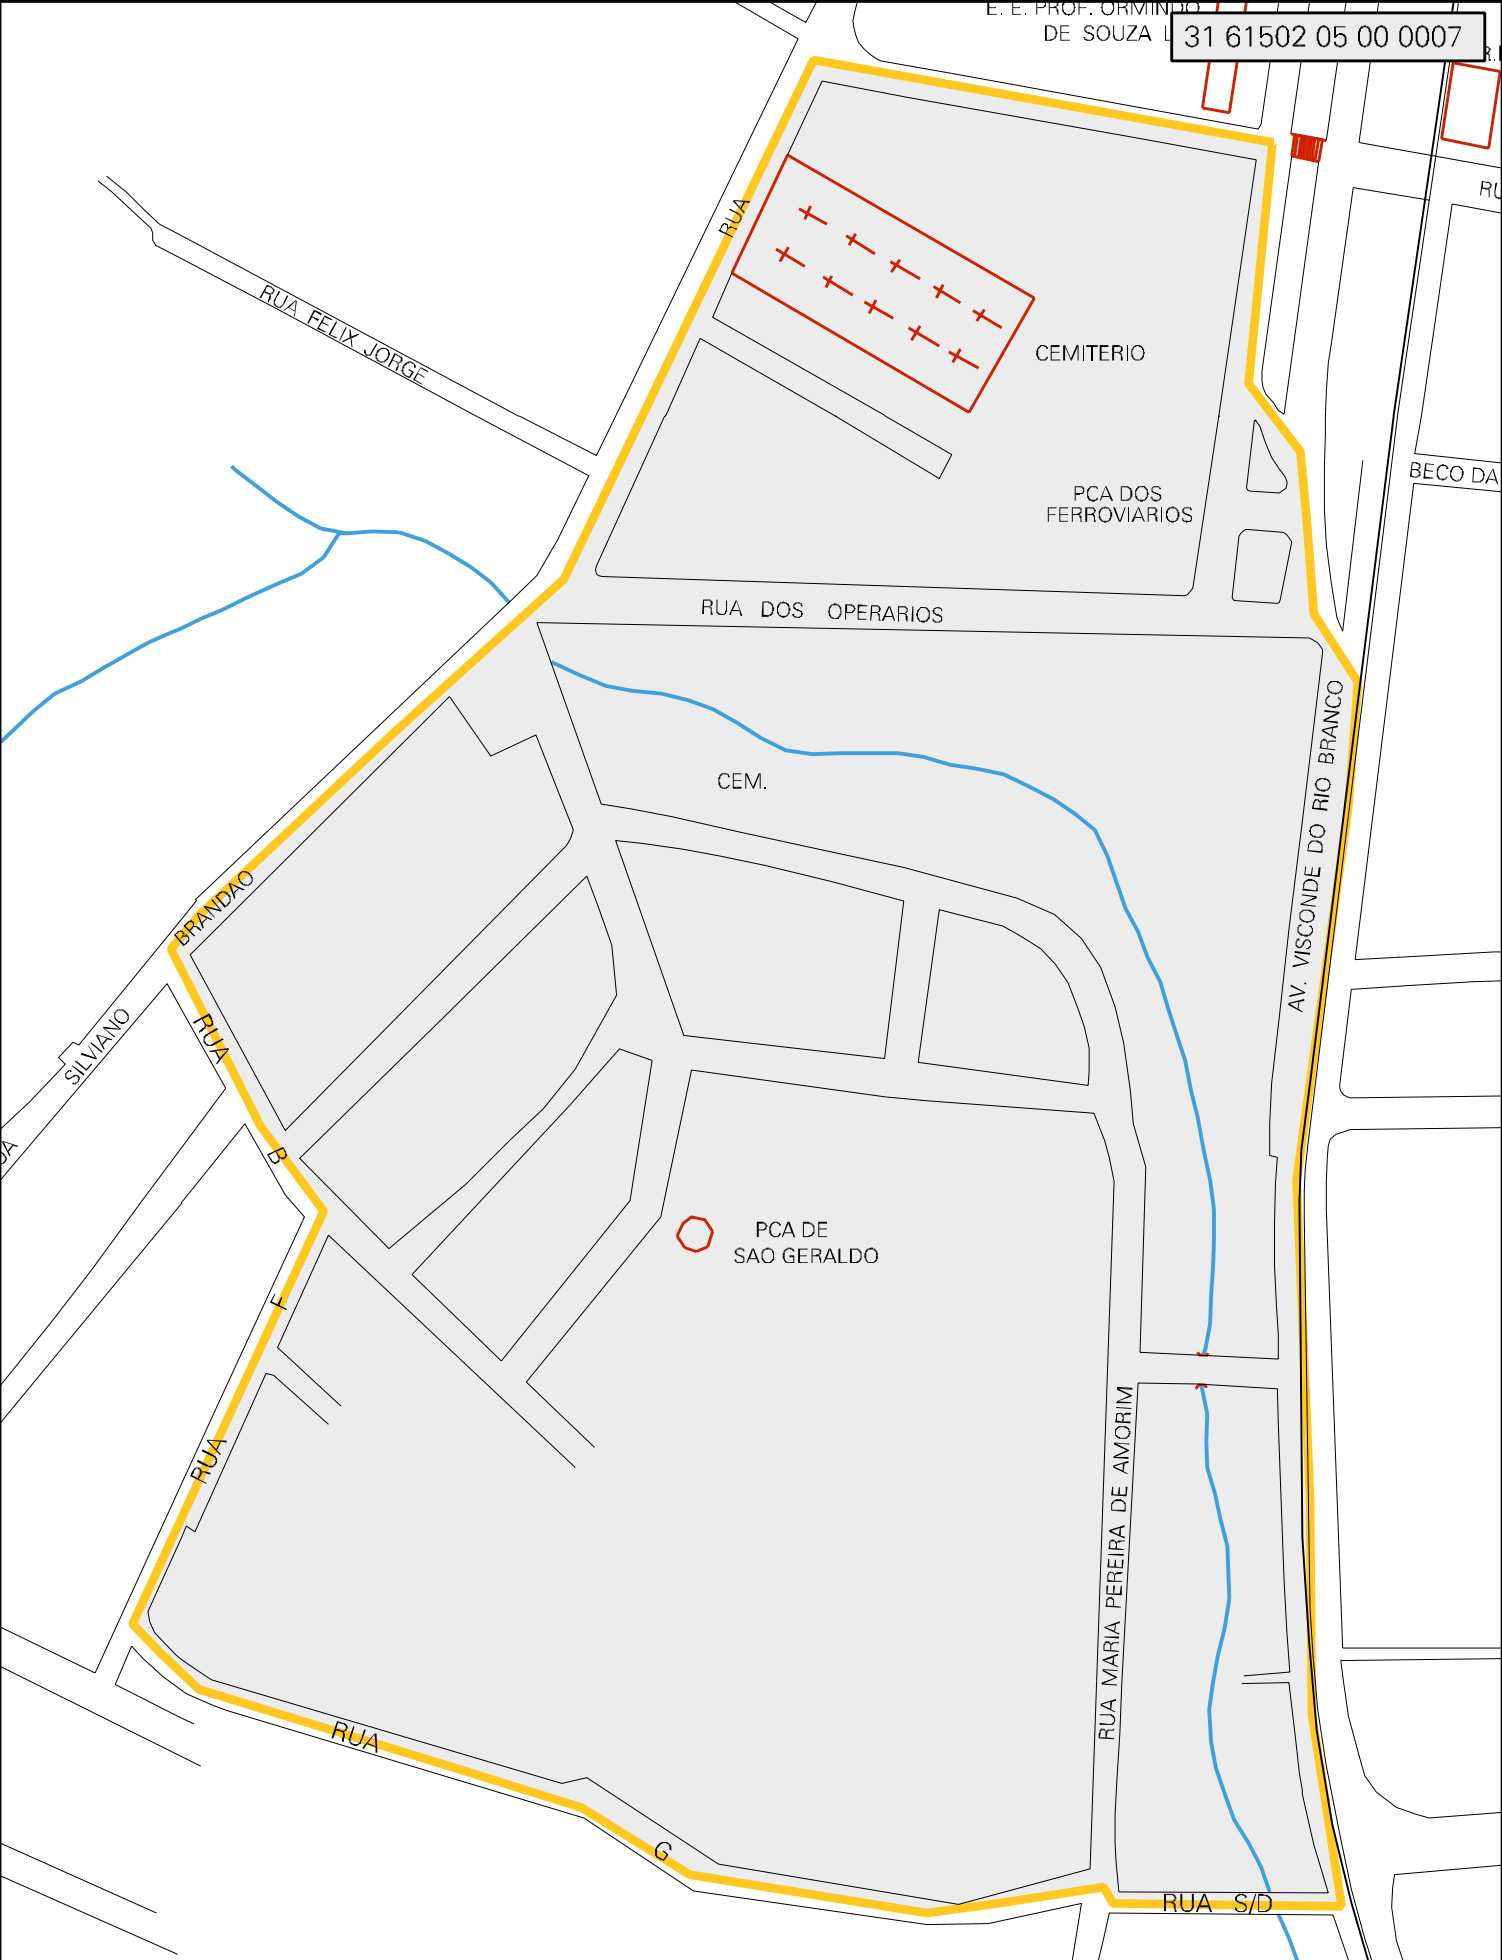 E. E. PROF. ORMINDO
DE SOUZA L
31 61502 05 00 0007
RUA
RUA FELIX JORGE
CEMITERIO
BECO DA
PCA DOS
FERROVIARIOS
RUA DOS OPERARIOS
CEM.
AV. VISCONDE DO RIO BRANCO
BRANDAO
SILVIANO
RUA
B
PCA DE
SAO GERALDO
F
RUA
RUA MARIA PEREIRA DE AMORIM
RUA
G
RUA S/D